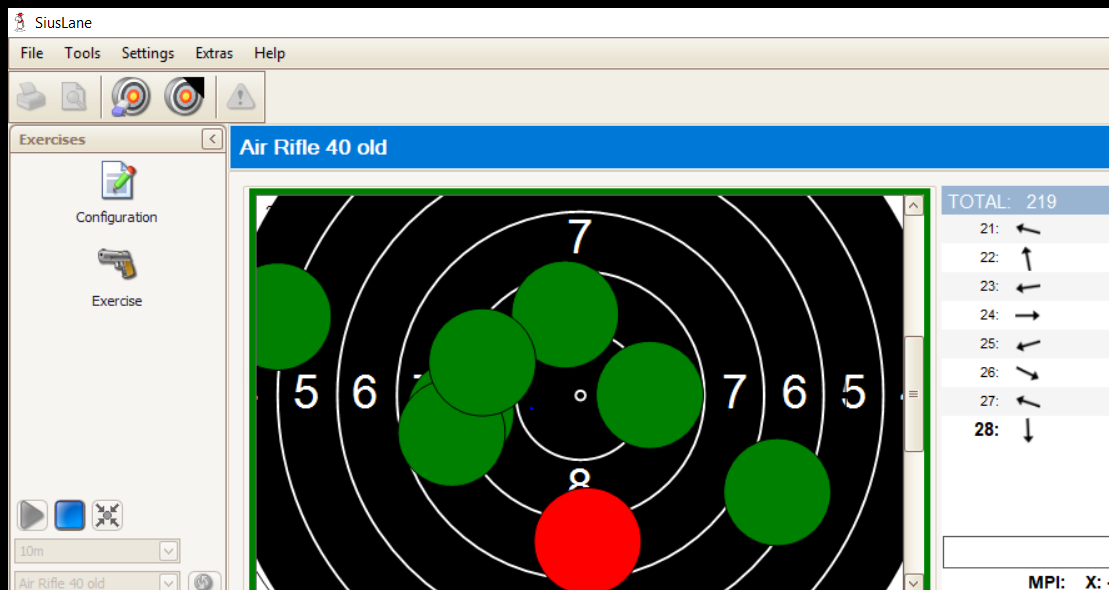 SiusLane
File Tools Settings Extras Help
Exercises
Air Rifle 40 old
Configuration
Exercise
10m
Air Rifle 40 old
7
5 6 7 6 5
8
TOTAL: 219
21:
22:
23:
24:
25:
26:
27:
28:
MPI: X: -